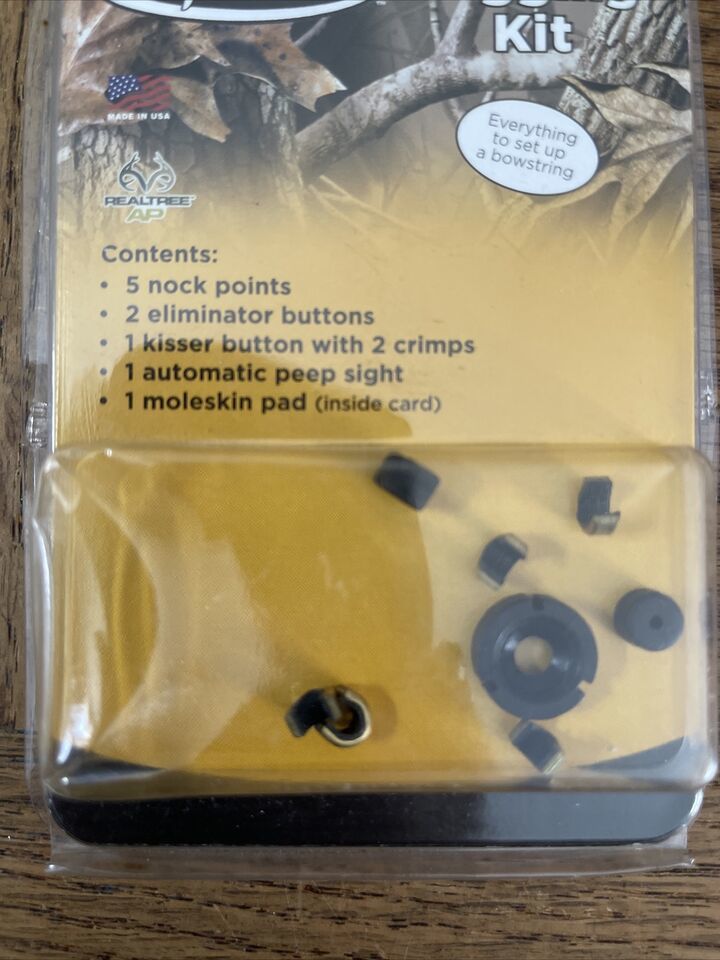 Kit
MADE IN USA
Everything
to set up
a bowstring
REALTREE
AP
Contents:
• 5 nock points
• 2 eliminator buttons
• 1 kisser button with 2 crimps
• 1 automatic peep sight
• 1 moleskin pad (inside card)